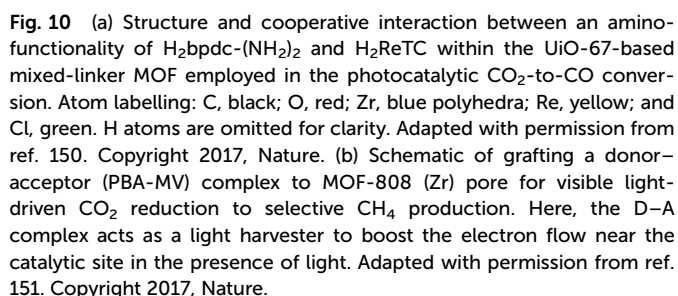 Fig. 10 (a) Structure and cooperative interaction between an amino-
functionality of H₂bpdc-(NH₂)₂ and H₂ReTC within the UiO-67-based
mixed-linker MOF employed in the photocatalytic CO₂-to-CO conver-
sion. Atom labelling: C, black; O, red; Zr, blue polyhedra; Re, yellow; and
Cl, green. H atoms are omitted for clarity. Adapted with permission from
ref. 150. Copyright 2017, Nature. (b) Schematic of grafting a donor–
acceptor (PBA-MV) complex to MOF-808 (Zr) pore for visible light-
driven CO₂ reduction to selective CH₄ production. Here, the D–A
complex acts as a light harvester to boost the electron flow near the
catalytic site in the presence of light. Adapted with permission from ref.
151. Copyright 2017, Nature.